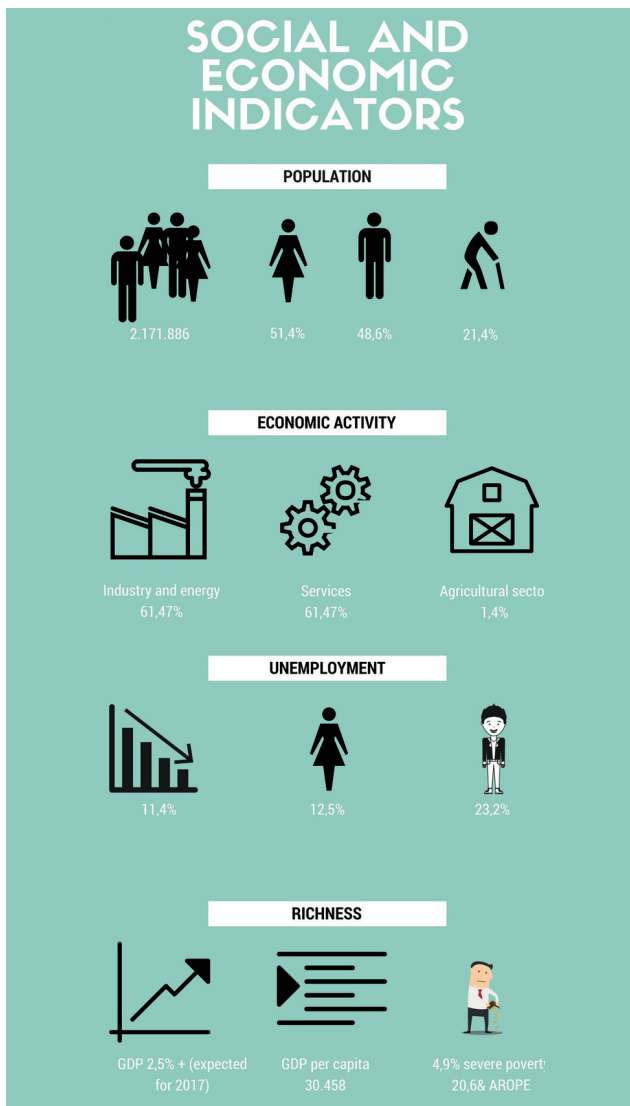 SOCIAL AND
ECONOMIC
INDICATORS
POPULATION
2.171.886
51,4%
48,6%
21,4%
ECONOMIC ACTIVITY
Industry and energy
61,47%
Services
61,47%
Agricultural secto
1,4%
UNEMPLOYMENT
11,4%
12,5%
23,2%
RICHNESS
GDP 2,5% + (expected
for 2017)
GDP per capita
30.458
4,9% severe povert
20,6& AROPE